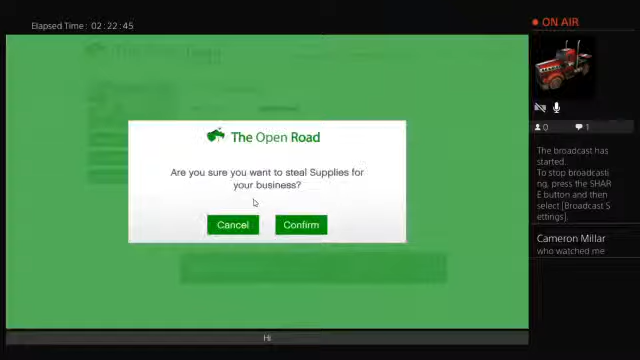 Elapsed Time : 02:22:45
ON AIR
The Open Road
Are you sure you want to steal Supplies for
your business?
Cancel
Confirm
0
1
The broadcast has
started.
To stop broadcasti
ng, press the SHAR
E button and then
select [Broadcast S
ettings].
Cameron Millar
who watched me
Hi